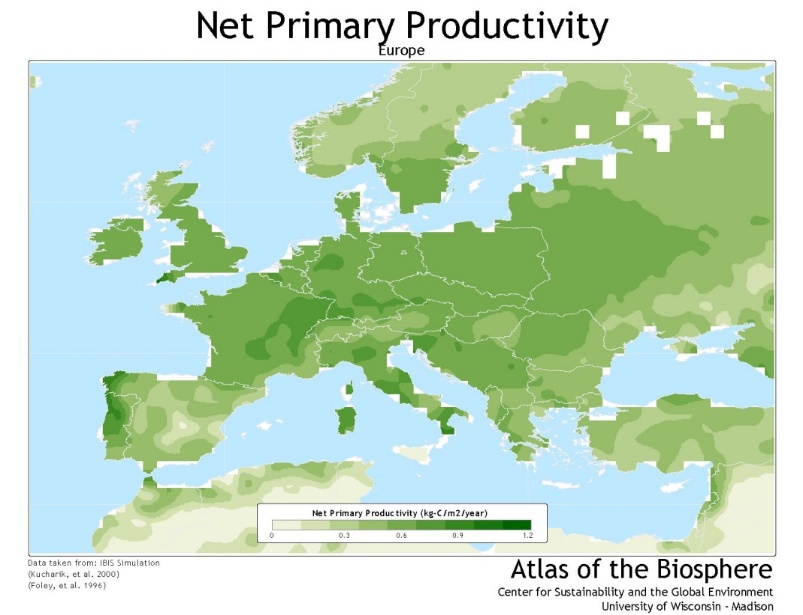 Net Primary Productivity
Europe
Net Primary Productivity (kg-C/m2/year)
0 0.3 0.6 0.9 1.2
Data taken from: IBIS Simulation
(Kucharik, et al. 2000)
(Foley, et al. 1996)
Atlas of the Biosphere
Center for Sustainability and the Global Environment
University of Wisconsin - Madison